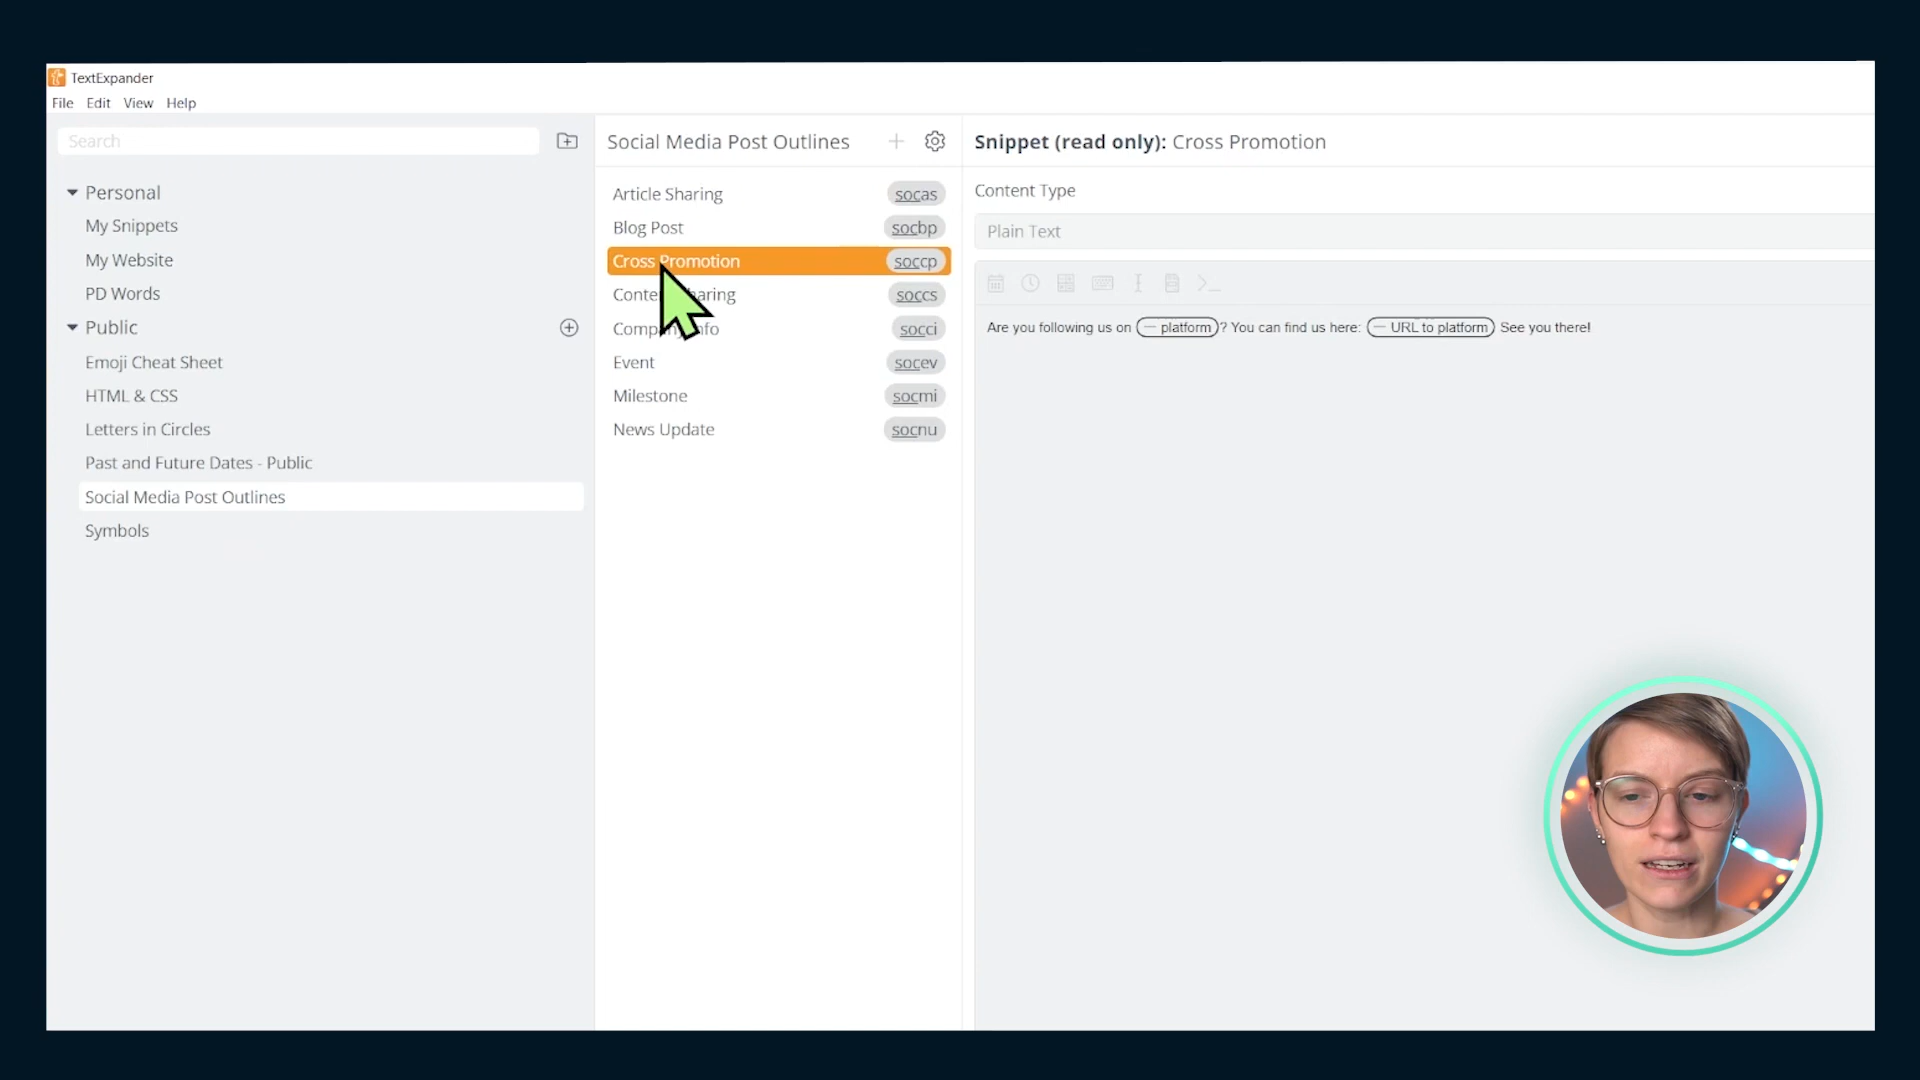 TextExpander
File Edit View Help
Search
Personal
My Snippets
My Website
PD Words
Public
Emoji Cheat Sheet
HTML & CSS
Letters in Circles
Past and Future Dates - Public
Social Media Post Outlines
Symbols
Social Media Post Outlines
Article Sharing socas
Blog Post socbp
Cross Promotion soccp
soccs
socci
Event socev
Milestone socmi
News Update socnu
Snippet (read only): Cross Promotion
Content Type
Plain Text
Are you following us on platform? You can find us here: URL to platform See you there!